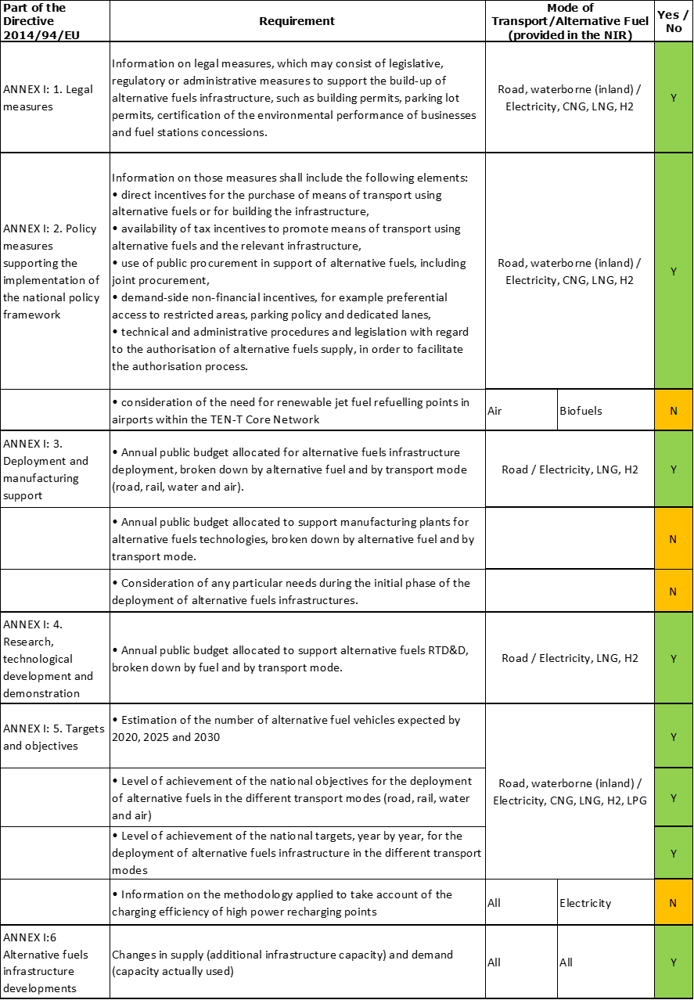 Part of the
Directive
2014/94/EU
Requirement
Mode of
Transport/Alternative Fuel
(provided in the NIR)
Yes /
No
ANNEX I: 1. Legal
measures
Information on legal measures, which may consist of legislative,
regulatory or administrative measures to support the build-up of
alternative fuels infrastructure, such as building permits, parking lot
permits, certification of the environmental performance of businesses
and fuel stations concessions.
Road, waterborne (inland) /
Electricity, CNG, LNG, H2
Y
ANNEX I: 2. Policy
measures
supporting the
implementation of
the national policy
framework
Information on those measures shall include the following elements:
• direct incentives for the purchase of means of transport using
alternative fuels or for building the infrastructure,
• availability of tax incentives to promote means of transport using
alternative fuels and the relevant infrastructure,
• use of public procurement in support of alternative fuels, including
joint procurement,
• demand-side non-financial incentives, for example preferential
access to restricted areas, parking policy and dedicated lanes,
• technical and administrative procedures and legislation with regard
to the authorisation of alternative fuels supply, in order to facilitate
the authorisation process.
Road, waterborne (inland) /
Electricity, CNG, LNG, H2
Y
• consideration of the need for renewable jet fuel refuelling points in
airports within the TEN-T Core Network
Air
Biofuels
N
ANNEX I: 3.
Deployment and
manufacturing
support
• Annual public budget allocated for alternative fuels infrastructure
deployment, broken down by alternative fuel and by transport mode
(road, rail, water and air).
Road / Electricity, LNG, H2
Y
• Annual public budget allocated to support manufacturing plants for
alternative fuels technologies, broken down by alternative fuel and by
transport mode.
N
• Consideration of any particular needs during the initial phase of the
deployment of alternative fuels infrastructures.
N
ANNEX I: 4.
Research,
technological
development and
demonstration
• Annual public budget allocated to support alternative fuels RTD&D,
broken down by fuel and by transport mode.
Road / Electricity, LNG, H2
Y
ANNEX I: 5. Targets
and objectives
• Estimation of the number of alternative fuel vehicles expected by
2020, 2025 and 2030
Y
Road, waterborne (inland) /
Electricity, CNG, LNG, H2, LPG
• Level of achievement of the national objectives for the deployment
of alternative fuels in the different transport modes (road, rail, water
and air)
Y
• Level of achievement of the national targets, year by year, for the
deployment of alternative fuels infrastructure in the different transport
modes
Y
• Information on the methodology applied to take account of the
charging efficiency of high power recharging points
All
Electricity
N
ANNEX I:6
Alternative fuels
infrastructure
developments
Changes in supply (additional infrastructure capacity) and demand
(capacity actually used)
All
All
Y